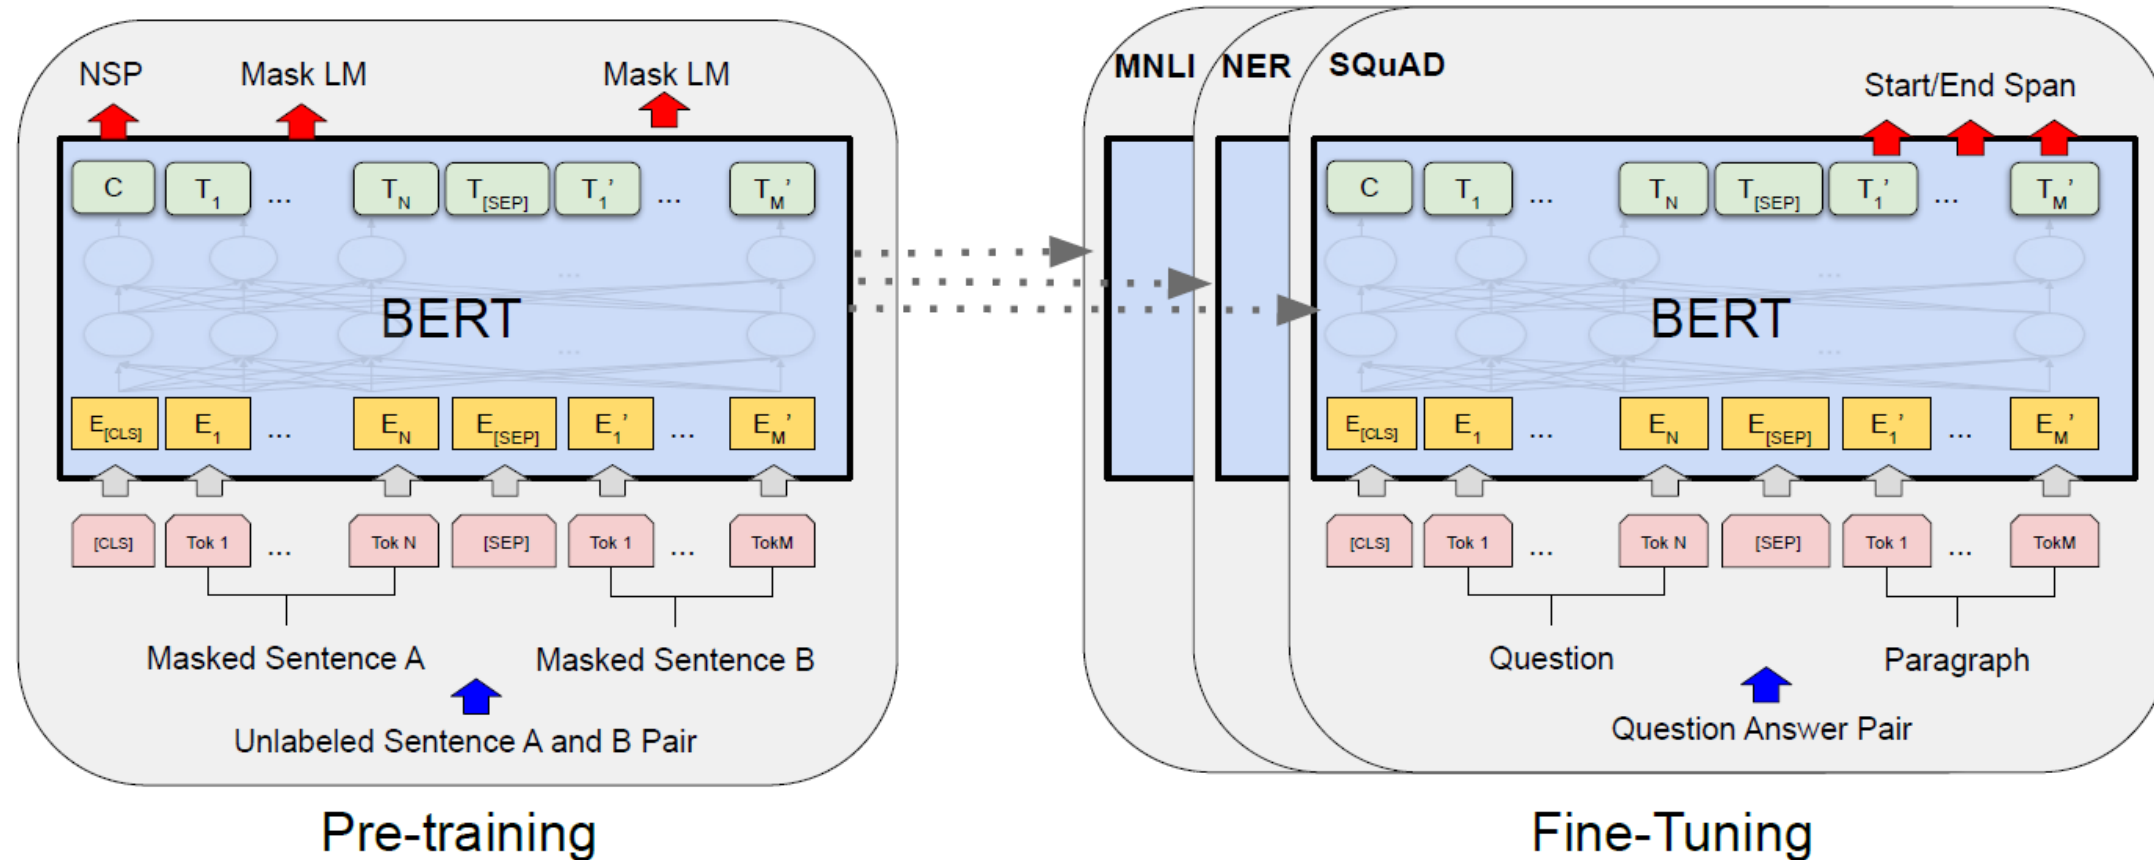 NSP Mask LM Mask LM
C T1 ... TN T[SEP] T1’ ... TM’
...
BERT
...
E[CLS] E1 ... EN E[SEP] E1’ ... EM’
[CLS] Tok 1 ... Tok N [SEP] Tok 1 ... TokM
Masked Sentence A Masked Sentence B
Unlabeled Sentence A and B Pair
Pre-training
MNLI NER SQuAD
Start/End Span
C T1 ... TN T[SEP] T1’ ... TM’
...
BERT
...
E[CLS] E1 ... EN E[SEP] E1’ ... EM’
[CLS] Tok 1 ... Tok N [SEP] Tok 1 ... TokM
Question Paragraph
Question Answer Pair
Fine-Tuning